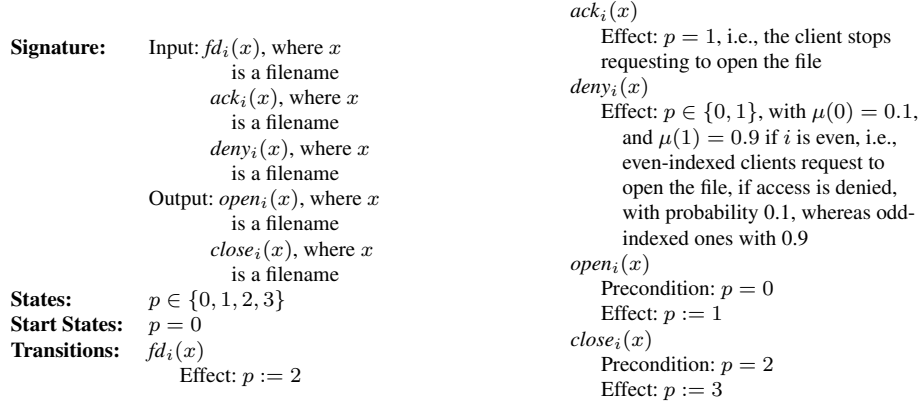 Signature: Input: fd_i(x), where x
is a filename
ack_i(x), where x
is a filename
deny_i(x), where x
is a filename
Output: open_i(x), where x
is a filename
close_i(x), where x
is a filename
States: p ∈ {0, 1, 2, 3}
Start States: p = 0
Transitions: fd_i(x)
Effect: p := 2
ack_i(x)
Effect: p = 1, i.e., the client stops
requesting to open the file
deny_i(x)
Effect: p ∈ {0, 1}, with μ(0) = 0.1,
and μ(1) = 0.9 if i is even, i.e.,
even-indexed clients request to
open the file, if access is denied,
with probability 0.1, whereas odd-
indexed ones with 0.9
open_i(x)
Precondition: p = 0
Effect: p := 1
close_i(x)
Precondition: p = 2
Effect: p := 3